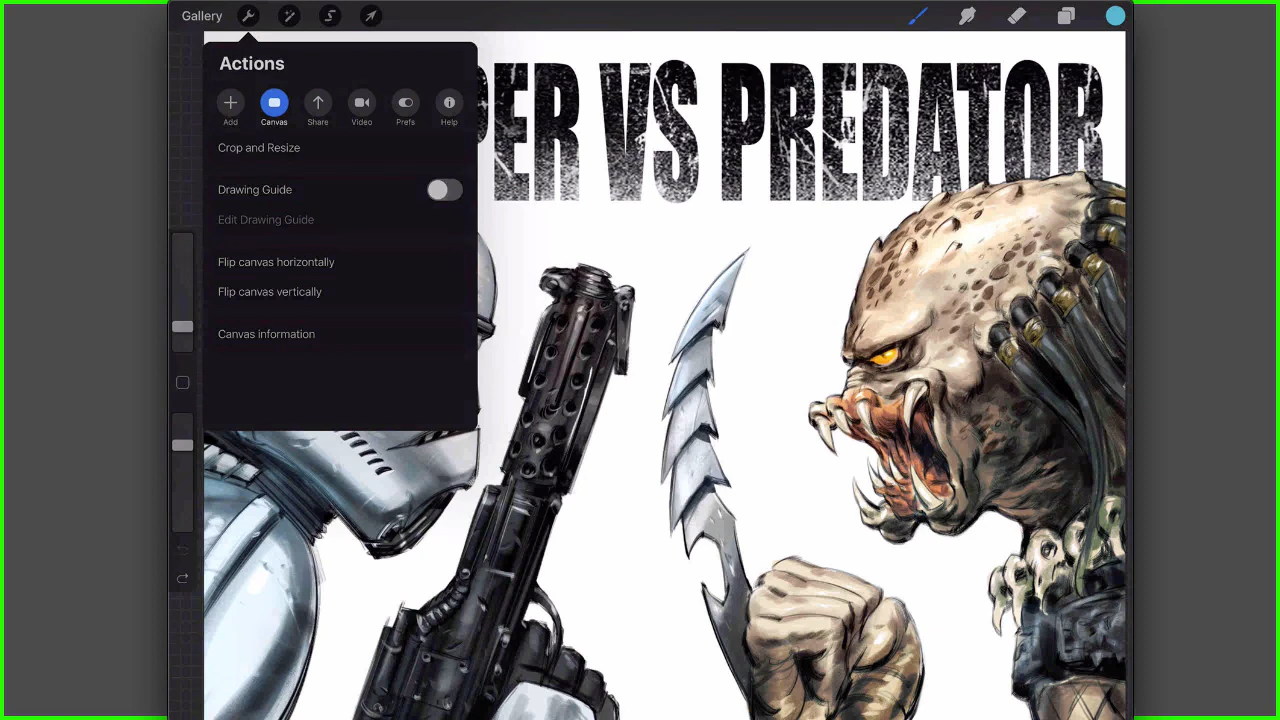 Gallery
Actions
Add Canvas Share Video Prefs Help
Crop and Resize
Drawing Guide
Edit Drawing Guide
Flip canvas horizontally
Flip canvas vertically
Canvas information
PER VS PREDATOR